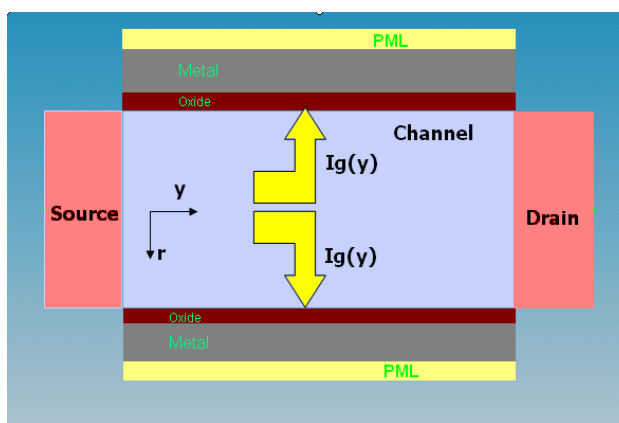 PML
Metal
Oxide
Channel
Ig(y)
y
Source
Drain
r
Ig(y)
Oxide
Metal
PML